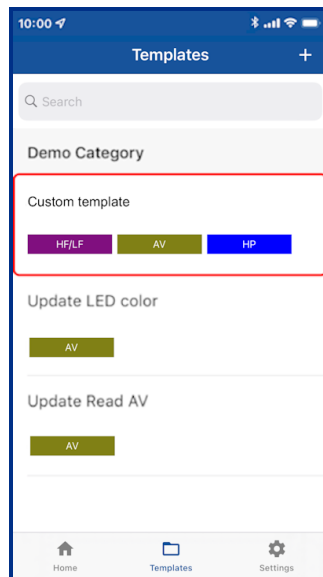 10:00
Templates +
Search
Demo Category
Custom template
HF/LF AV HP
Update LED color
AV
Update Read AV
AV
Home Templates Settings